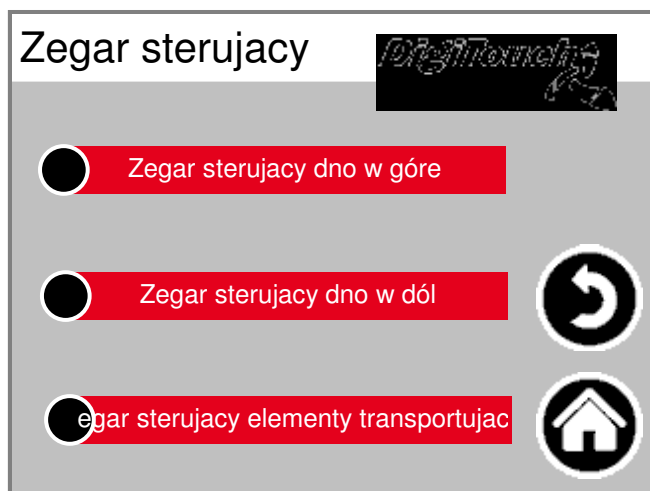 Zegar sterujacy
DigiTouch
Zegar sterujacy dno w góre
Zegar sterujacy dno w dól
egar sterujacy elementy transportujac